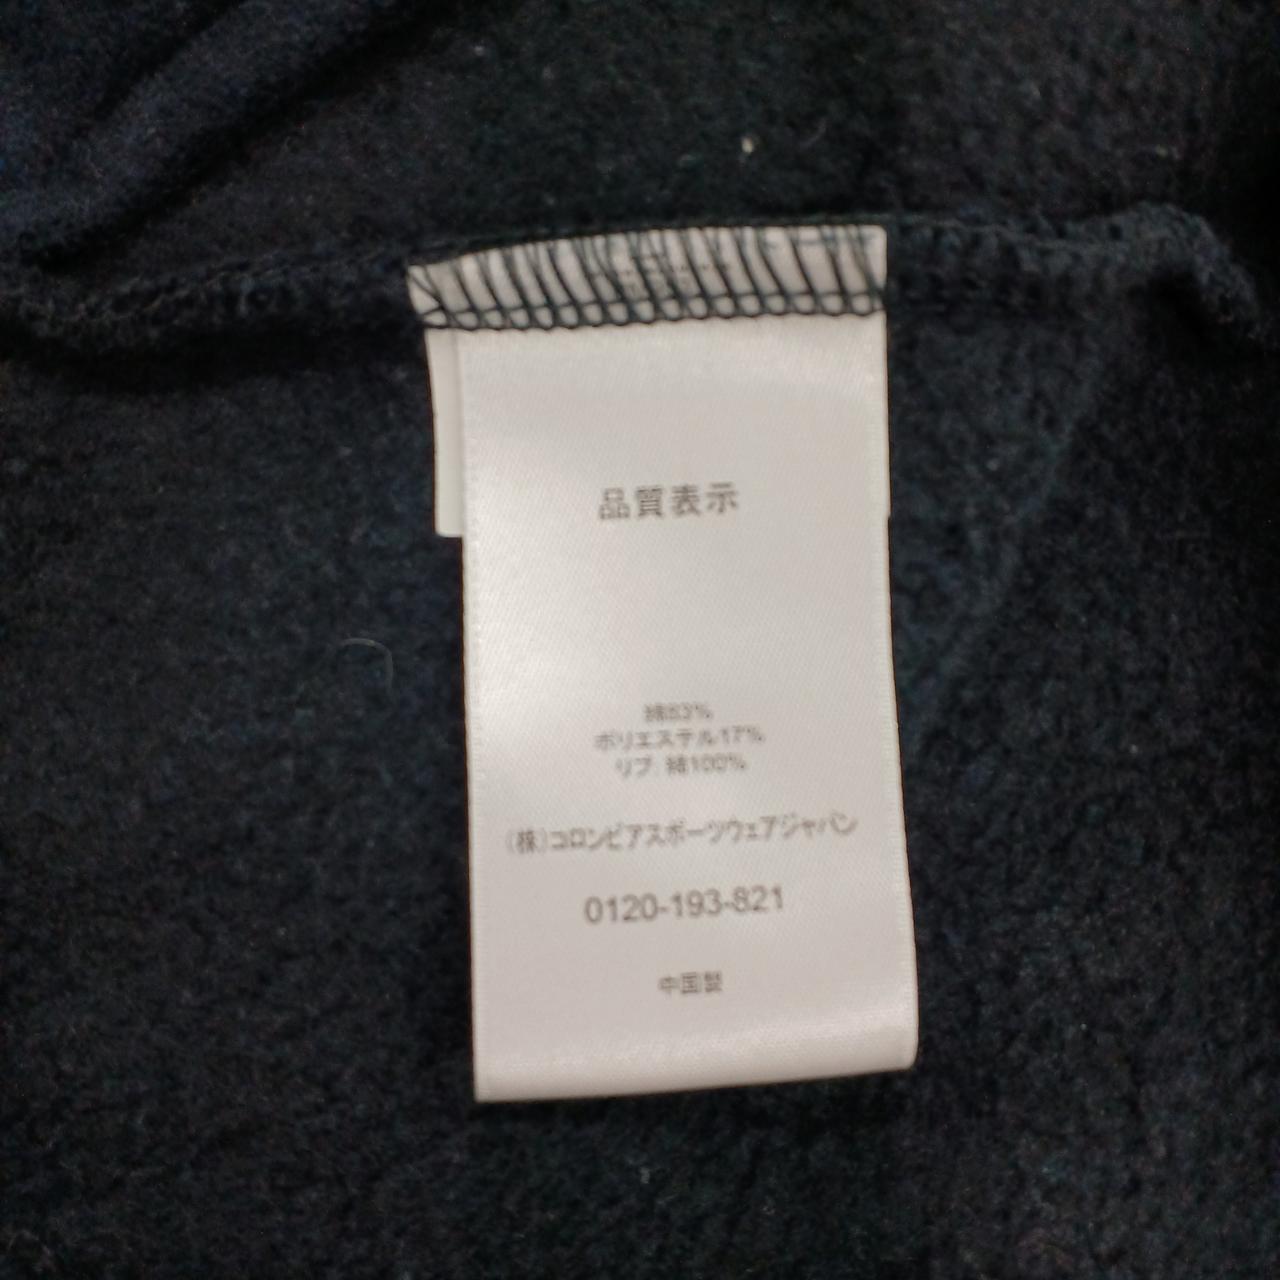 品質表示
綿83%
ポリエステル17%
リブ: 綿100%
(株)コロンビアスポーツウェアジャパン
0120-193-821
中国製